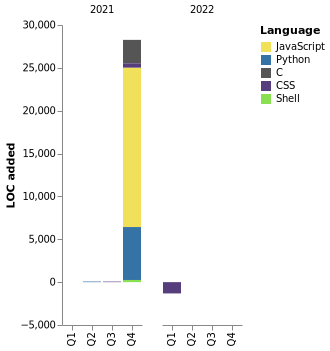 2021 2022
Language
JavaScript
Python
C
CSS
Shell
LOC added
30,000
25,000
20,000
15,000
10,000
5,000
0
−5,000
Q1 Q2 Q3 Q4 Q1 Q2 Q3 Q4